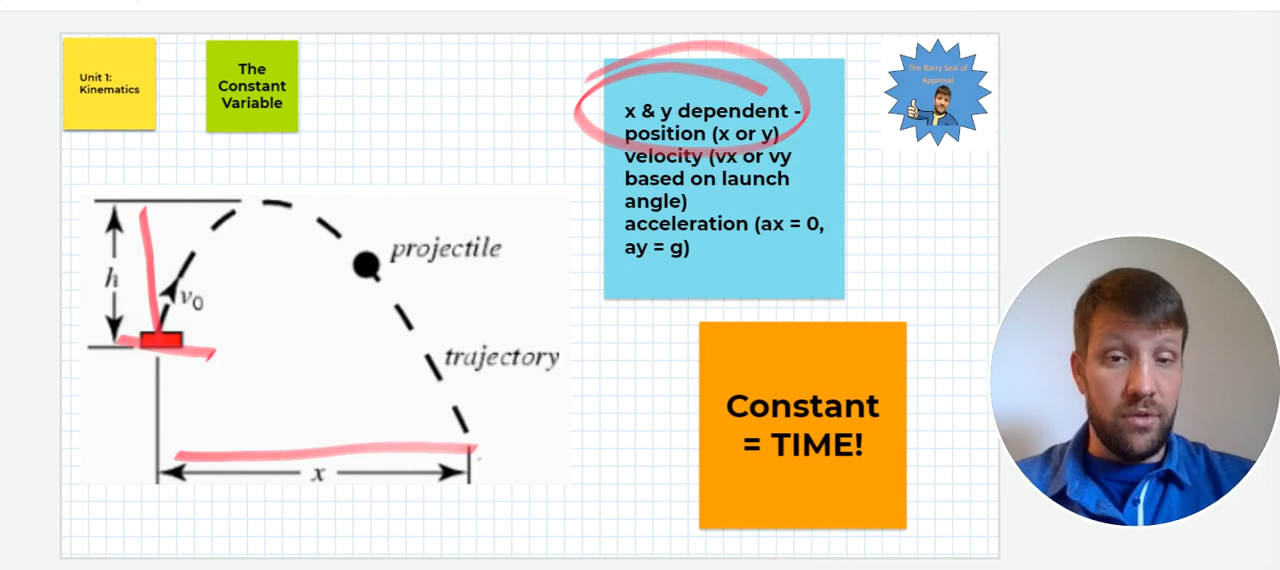 Unit 1:
Kinematics
The
Constant
Variable
x & y dependent -
position (x or y)
velocity (vx or vy
based on launch
angle)
acceleration (ax = 0,
ay = g)
The Barry Seal of
Approval
h
v0
projectile
trajectory
x
Constant
= TIME!